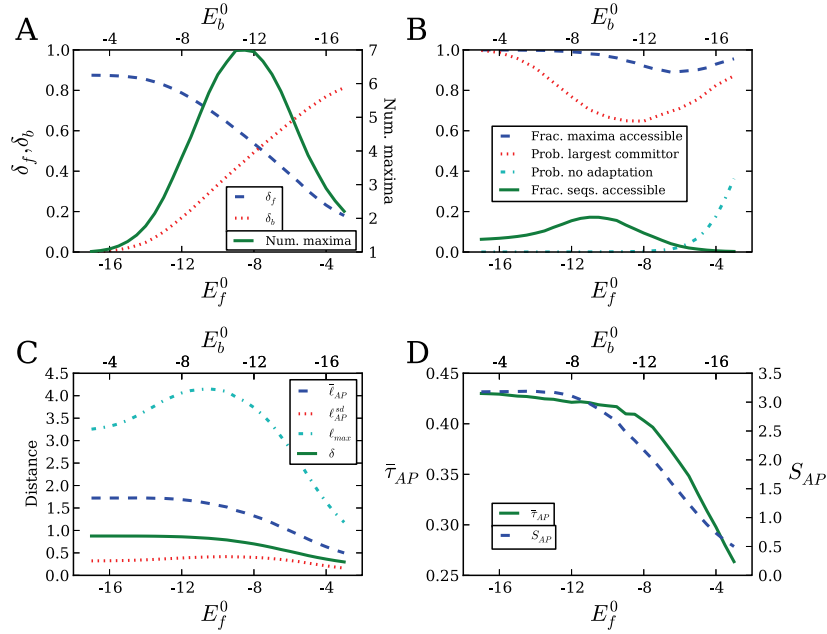 A
E_b^0
-4 -8 -12 -16
1.0 0.8 0.6 0.4 0.2 0.0
δ_f, δ_b
7 6 5 4 3 2 1
Num. maxima
δ_f
δ_b
Num. maxima
-16 -12 -8 -4
E_f^0
B
E_b^0
-4 -8 -12 -16
1.0 0.8 0.6 0.4 0.2 0.0
Frac. maxima accessible
Prob. largest committor
Prob. no adaptation
Frac. seqs. accessible
-16 -12 -8 -4
E_f^0
C
E_b^0
-4 -8 -12 -16
4.5 4.0 3.5 3.0 2.5 2.0 1.5 1.0 0.5 0.0
Distance
ℓ̄_AP
ℓ_AP^sd
ℓ_max
δ
-16 -12 -8 -4
E_f^0
D
E_b^0
-4 -8 -12 -16
0.45 0.40 0.35 0.30 0.25
τ̄_AP
3.5 3.0 2.5 2.0 1.5 1.0 0.5 0.0
S_AP
τ̄_AP
S_AP
-16 -12 -8 -4
E_f^0